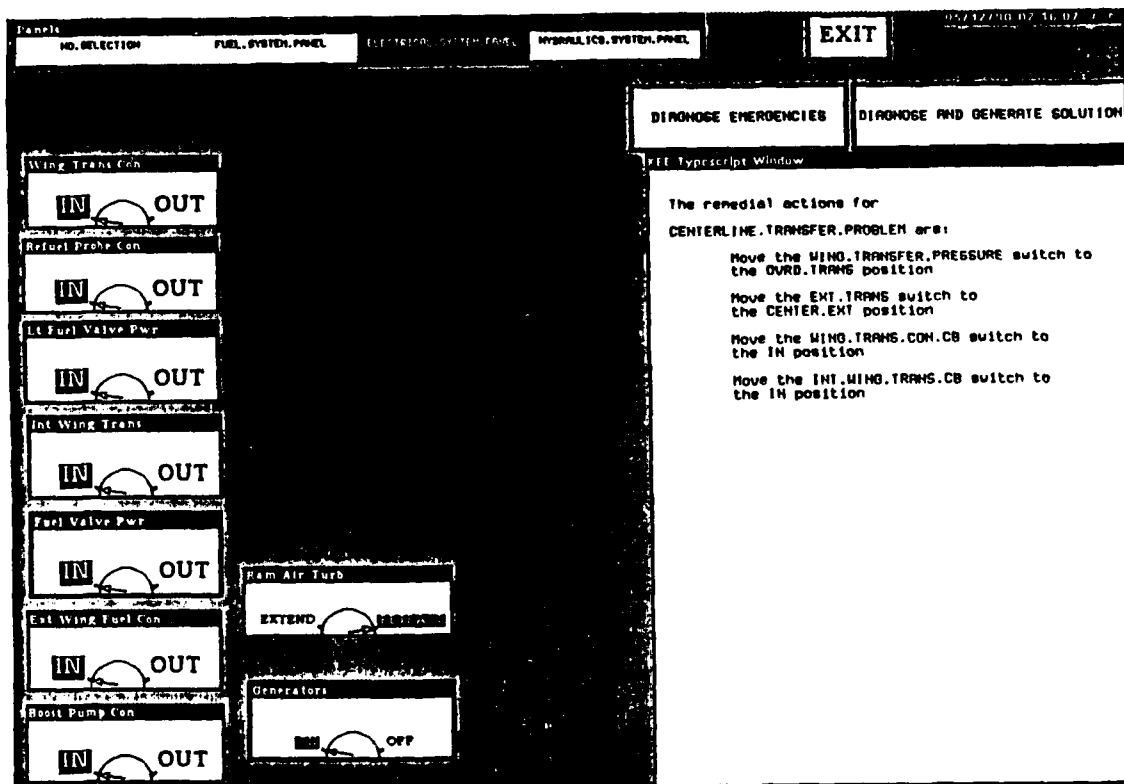 Panels
ND.SELECTION
FUEL.SYSTEM.PANEL
ELECTRICAL.SYSTEM.PANEL
HYDRAULICS.SYSTEM.PANEL
EXIT
DIAGNOSE EMERGENCIES
DIAGNOSE AND GENERATE SOLUTION
Wing Trans Con
IN OUT
Refuel Probe Con
IN OUT
Lt Fuel Valve Pwr
IN OUT
Int Wing Trans
IN OUT
Fuel Valve Pwr
IN OUT
Ext Wing Fuel Con
IN OUT
Boost Pump Con
IN OUT
Ram Air Turb
EXTEND
Generators
OFF
KEE Typescript Window
The remedial actions for
CENTERLINE.TRANSFER.PROBLEM are:
Move the WING.TRANSFER.PRESSURE switch to
the OVRD.TRANS position
Move the EXT.TRANS switch to
the CENTER.EXT position
Move the WING.TRANS.CON.CB switch to
the IN position
Move the INT.WING.TRANS.CB switch to
the IN position